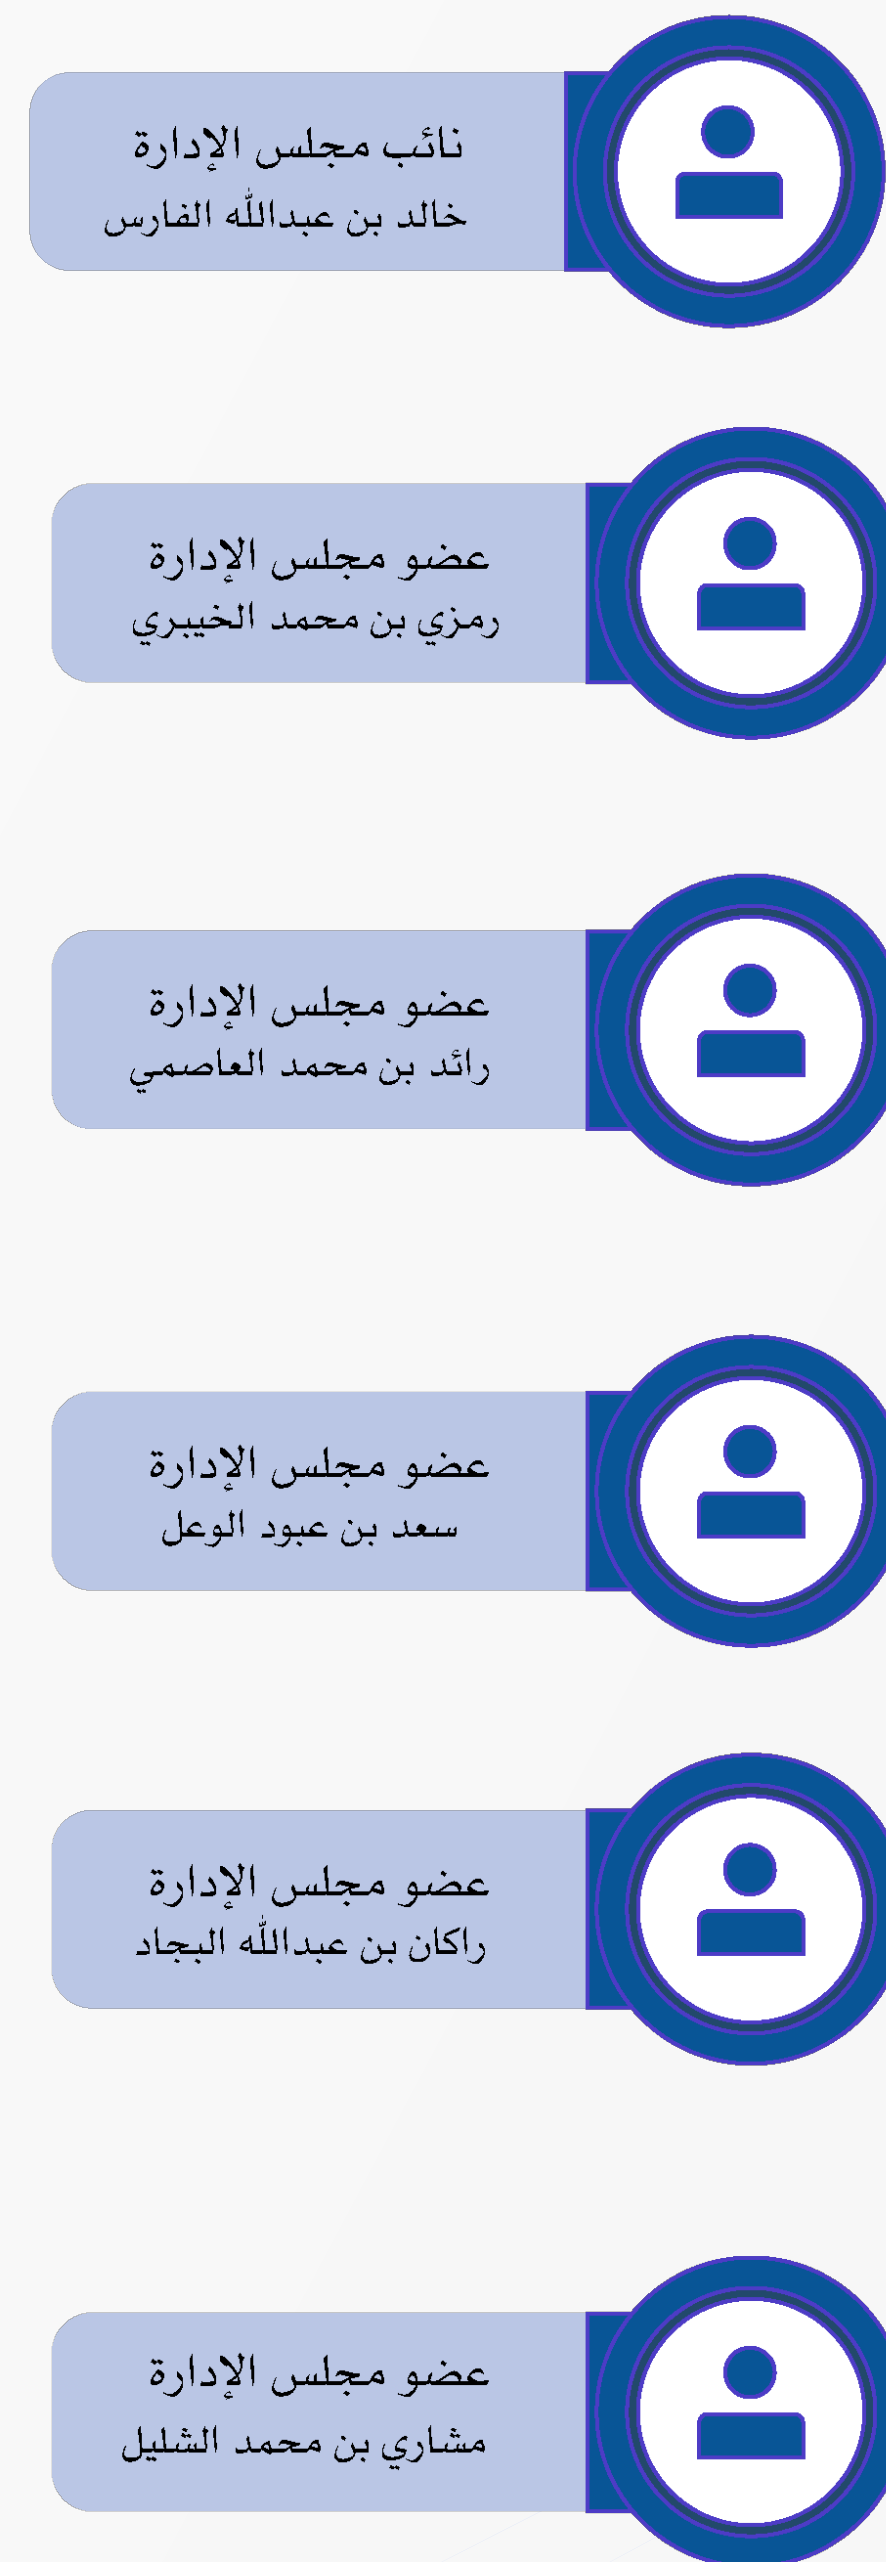 نائب مجلس الإدارة
خالد بن عبدالله الفارس
عضو مجلس الإدارة
رمزي بن محمد الخيبري
عضو مجلس الإدارة
رائد بن محمد العاصمي
عضو مجلس الإدارة
سعد بن عبود الوعل
عضو مجلس الإدارة
راكان بن عبدالله البجاد
عضو مجلس الإدارة
مشاري بن محمد الشليل